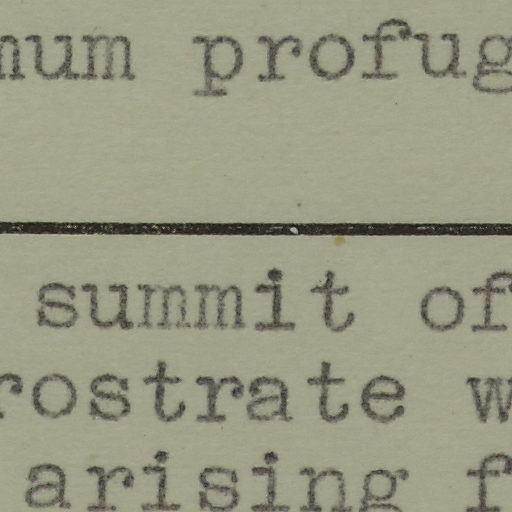 mum profug
summit of
rostrate w
arising f